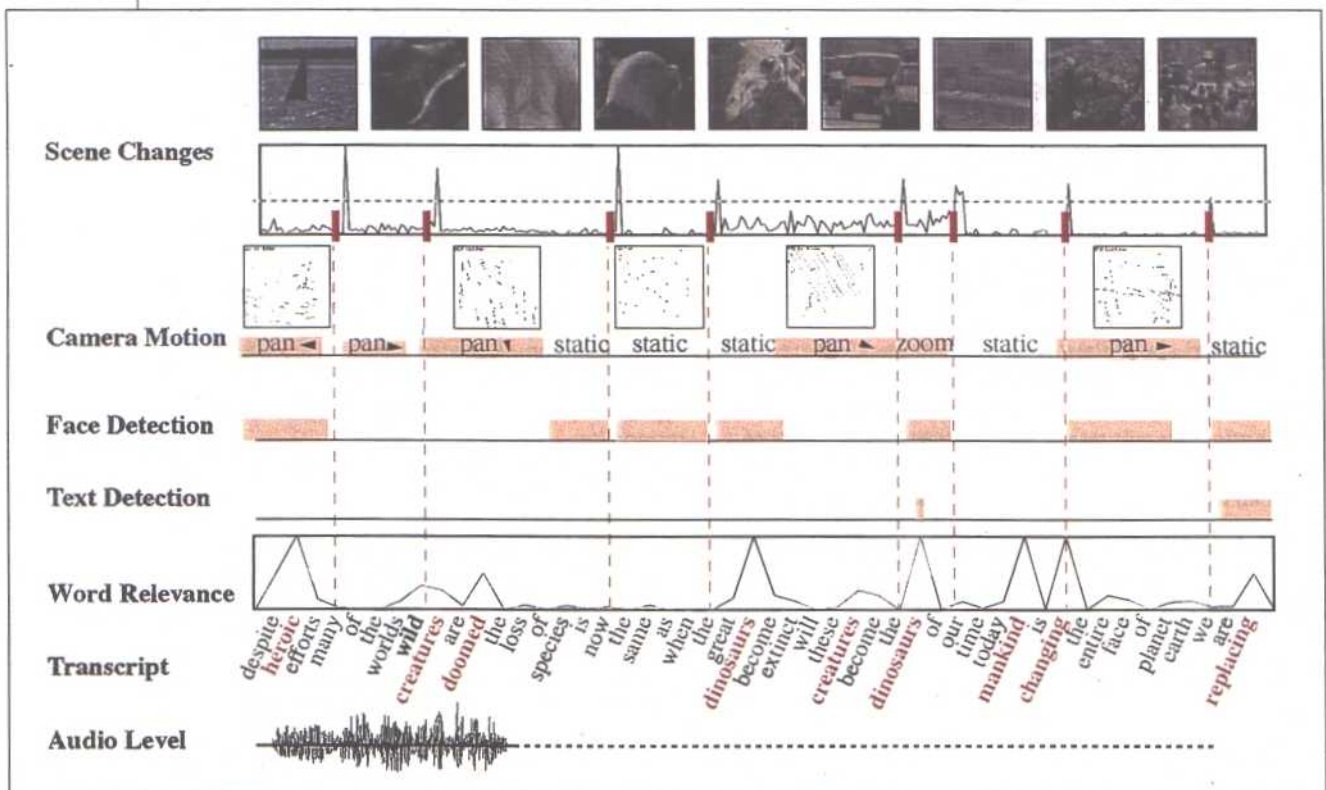 Scene Changes
Camera Motion
pan pan pan static static static pan zoom static pan static
Face Detection
Text Detection
Word Relevance
Transcript
despite heroic efforts many of the worlds wild creatures are doomed the loss of species is now the same as when the great dinosaurs become extinct will these creatures become the dinosaurs of our time today mankind is changing the entire face of planet earth we are replacing
Audio Level